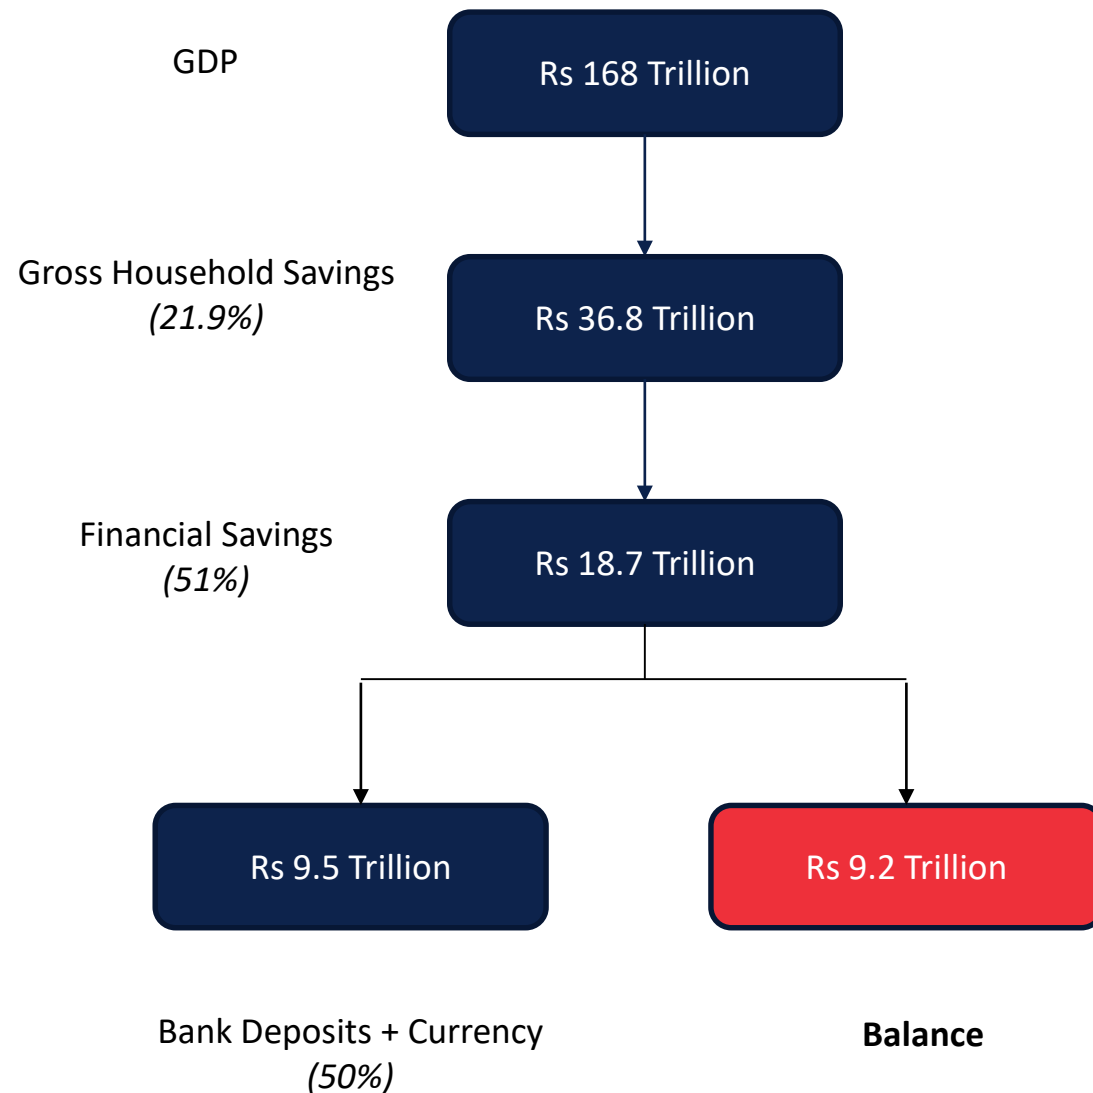 GDP
Rs 168 Trillion
Gross Household Savings
(21.9%)
Rs 36.8 Trillion
Financial Savings
(51%)
Rs 18.7 Trillion
Rs 9.5 Trillion
Rs 9.2 Trillion
Bank Deposits + Currency
(50%)
Balance